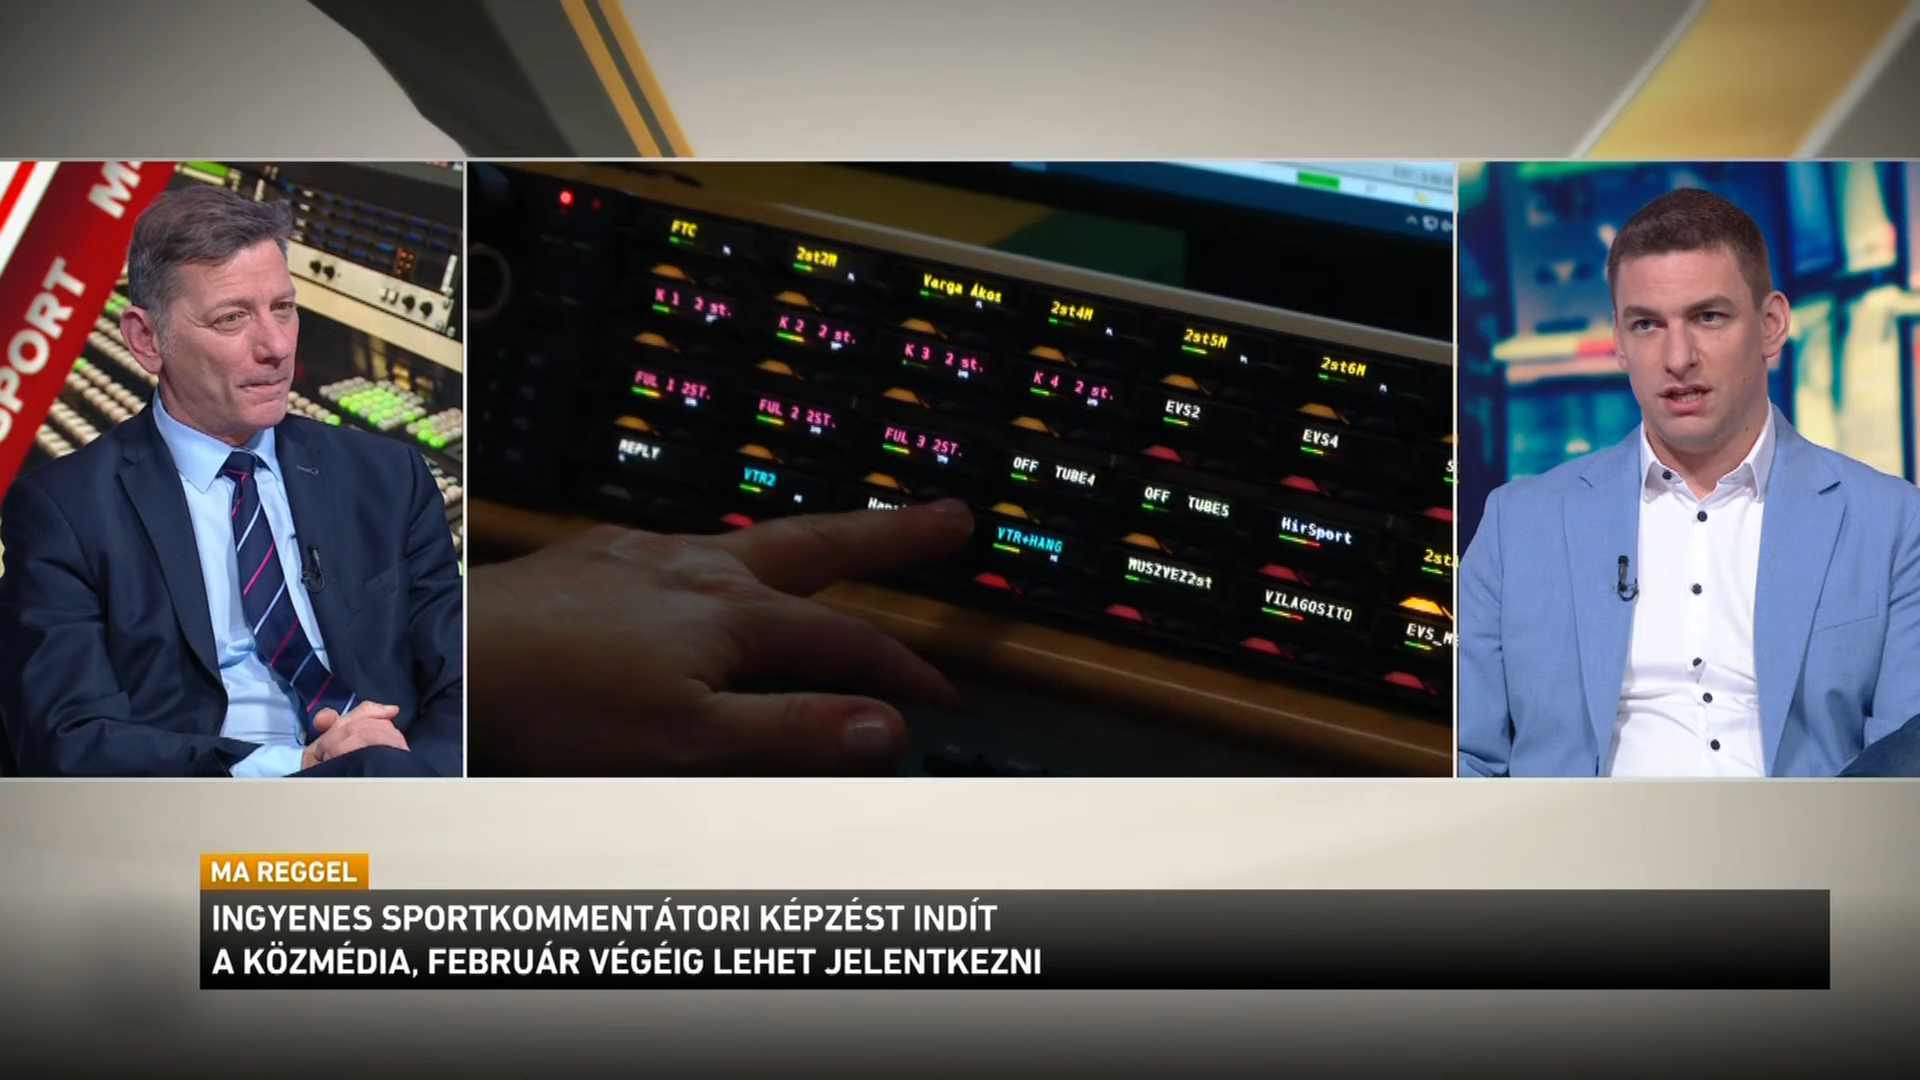 SPORT
FTC
2st2M
Varga Ákos
2st4M
2st5M
2st6M
K 1 2 st.
K 2 2 st.
K 3 2 st.
K 4 2 st.
EVS2
EVS4
FUL 1 2ST.
FUL 2 2ST.
FUL 3 2ST.
OFF TUBE4
OFF TUBE5
HirSport
REPLY
VTR2
VTR+HANG
MUSZVEZ2st
VILAGOSITO
MA REGGEL
INGYENES SPORTKOMMENTÁTORI KÉPZÉST INDÍT
A KÖZMÉDIA, FEBRUÁR VÉGÉIG LEHET JELENTKEZNI